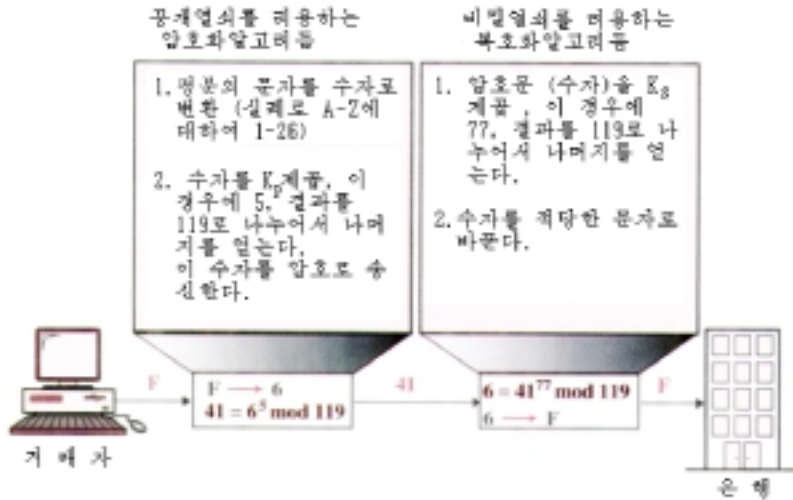 공개열쇠를 리용하는
암호화알고리듬
비밀열쇠를 리용하는
복호화알고리듬
1. 평문의 문자를 수자로
변환 (실례로 A-Z에
대하여 1-26)
2. 수자를 Kp제곱, 이
경우에 5, 결과를
119로 나누어서 나머
지를 얻는다.
이 수자를 암호로 송
신한다.
1. 암호문 (수자)을 Ks
제곱, 이 경우에
77, 결과를 119로 나
누어서 나머지를 얻
는다.
2. 수자를 적당한 문자로
바꾼다.
F
F → 6
41 = 6⁵ mod 119
41
6 = 41⁷⁷ mod 119
6 → F
F
거 래 자
은 행